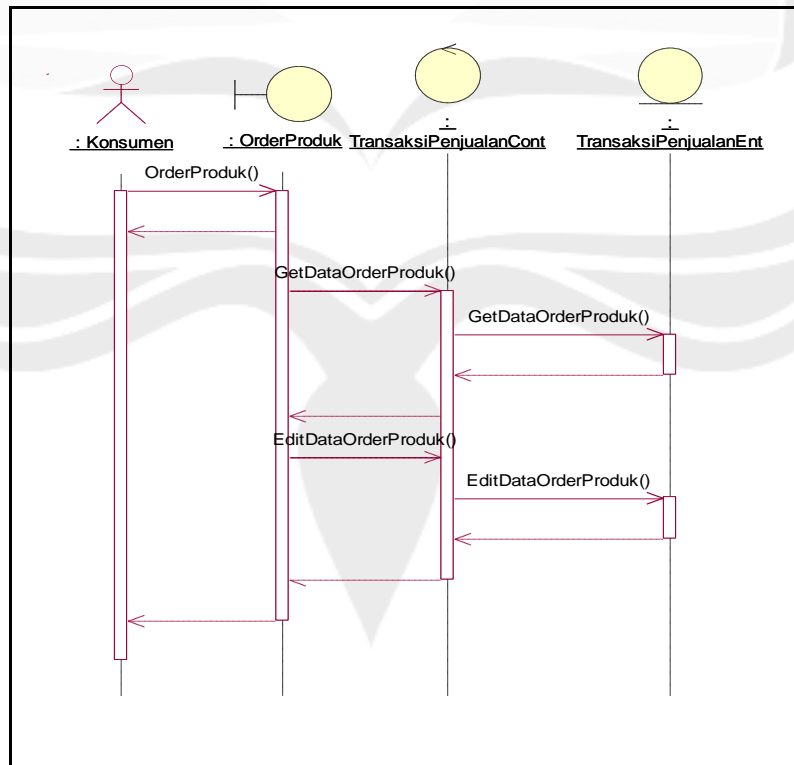 : Konsumen
: OrderProduk
:
TransaksiPenjualanCont
:
TransaksiPenjualanEnt
OrderProduk()
GetDataOrderProduk()
GetDataOrderProduk()
EditDataOrderProduk()
EditDataOrderProduk()